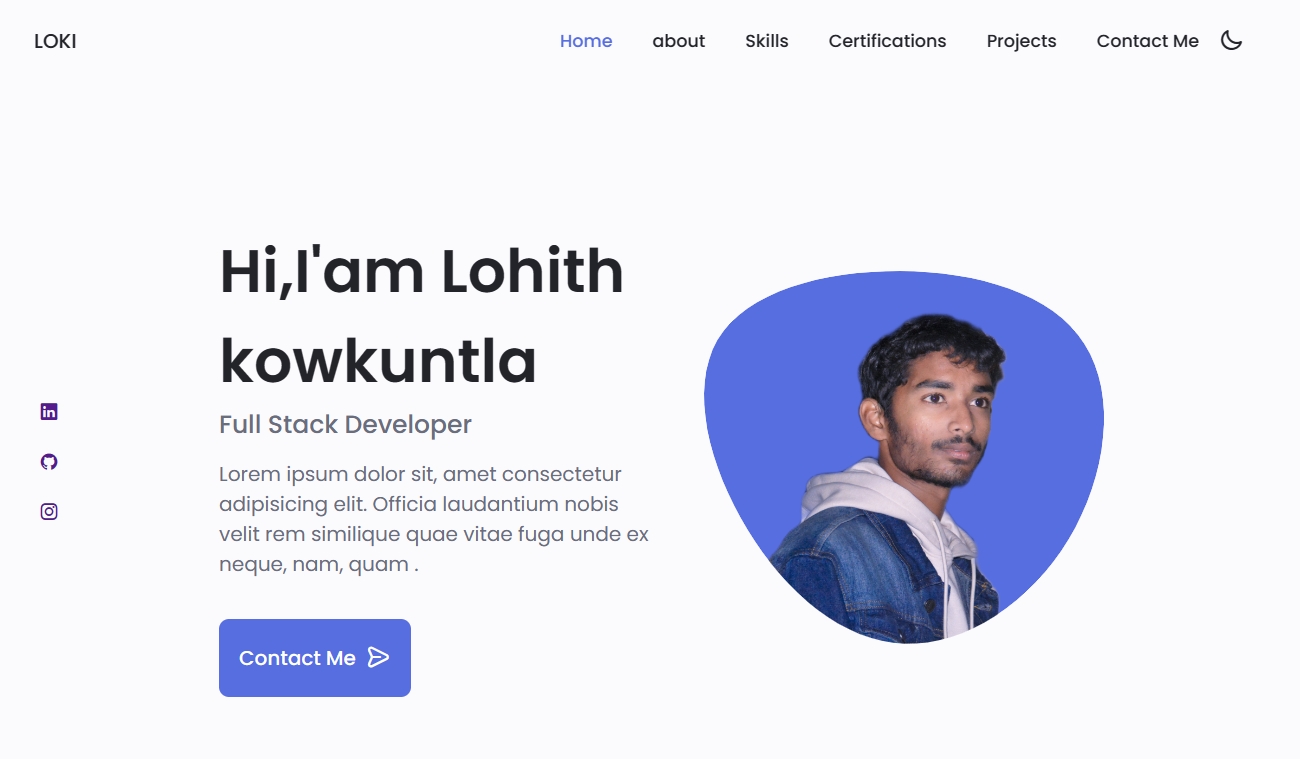 LOKI
Home about Skills Certifications Projects Contact Me
Hi,I'am Lohith
kowkuntla
Full Stack Developer
Lorem ipsum dolor sit, amet consectetur
adipisicing elit. Officia laudantium nobis
velit rem similique quae vitae fuga unde ex
neque, nam, quam .
Contact Me